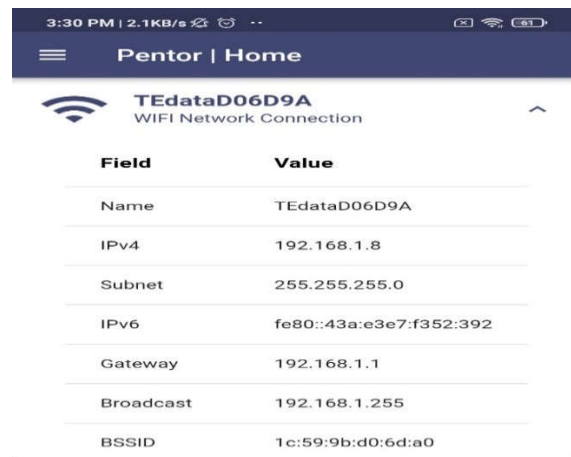 3:30 PM | 2.1KB/s
61
Pentor | Home
TEdataD06D9A
WIFI Network Connection
Field Value
Name TEdataD06D9A
IPv4 192.168.1.8
Subnet 255.255.255.0
IPv6 fe80::43a:e3e7:f352:392
Gateway 192.168.1.1
Broadcast 192.168.1.255
BSSID 1c:59:9b:d0:6d:a0